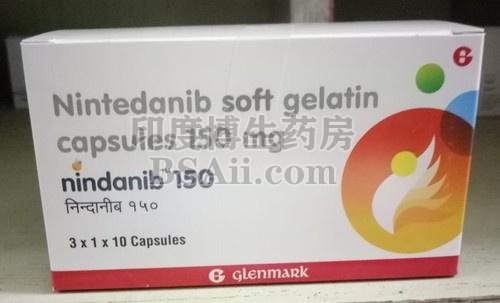 Nintedanib soft gelatin
capsules 150 mg
印度博生药房
BSAii.com
nindanib™ 150
निन्दानीब १५०
3 x 1 x 10 Capsules
G glenmark